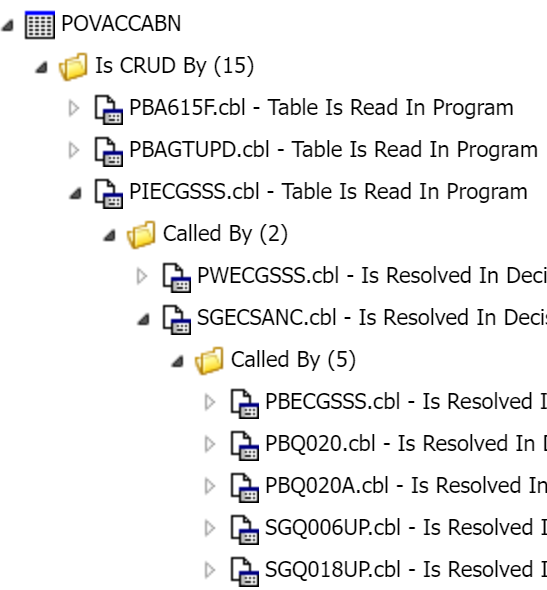 POVACCABN
Is CRUD By (15)
PBA615F.cbl - Table Is Read In Program
PBAGTUPD.cbl - Table Is Read In Program
PIECGSSS.cbl - Table Is Read In Program
Called By (2)
PWECGSSS.cbl - Is Resolved In Deci
SGECSANC.cbl - Is Resolved In Decis
Called By (5)
PBECGSSS.cbl - Is Resolved I
PBQ020.cbl - Is Resolved In D
PBQ020A.cbl - Is Resolved In
SGQ006UP.cbl - Is Resolved I
SGQ018UP.cbl - Is Resolved I